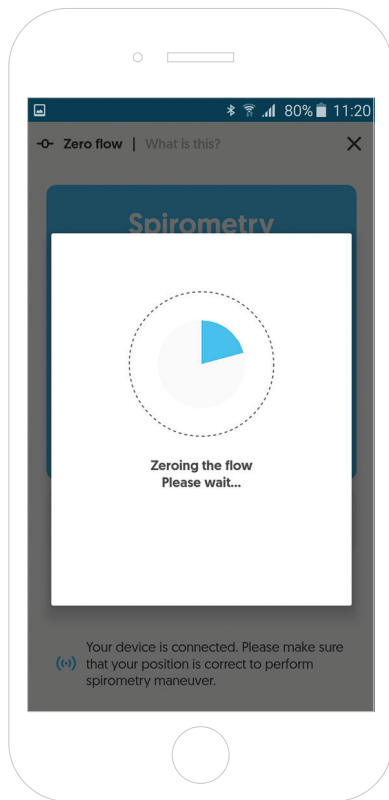 80% 11:20
Zero flow | What is this?
Spirometry
Zeroing the flow
Please wait...
Your device is connected. Please make sure
that your position is correct to perform
spirometry maneuver.